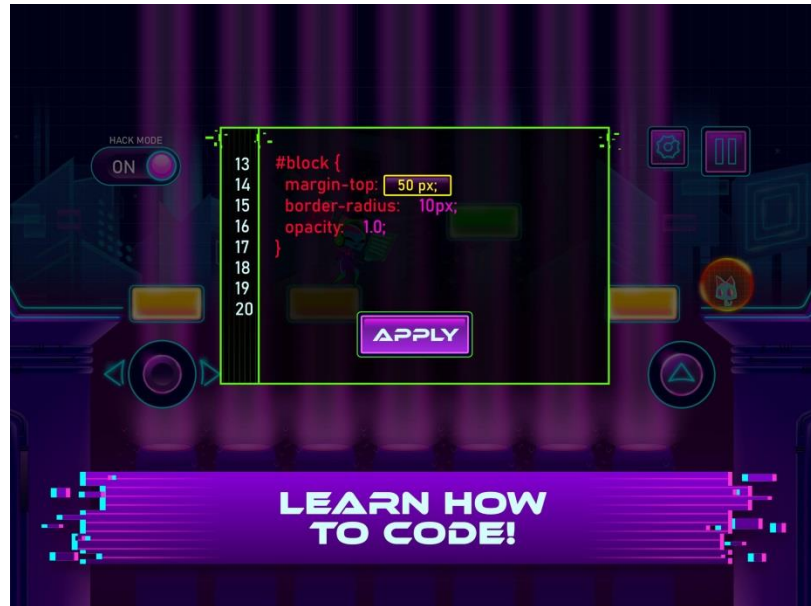 HACK MODE
ON
13 #block {
14 margin-top: 50 px;
15 border-radius: 10px;
16 opacity: 1.0;
17 }
18
19
20
APPLY
LEARN HOW
TO CODE!